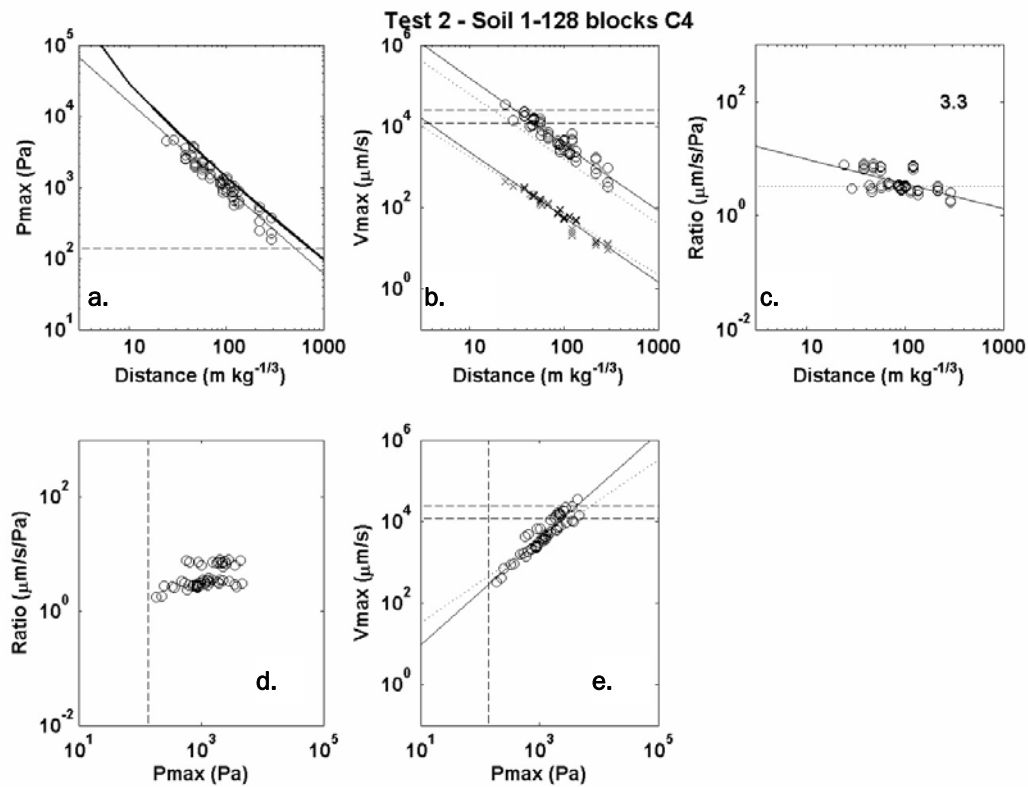 Test 2 - Soil 1-128 blocks C4
10^5
10^4
10^3
10^2
10^1
Pmax (Pa)
a.
10
100
1000
Distance (m kg^-1/3)
10^6
10^4
10^2
10^0
Vmax (μm/s)
b.
10
100
1000
Distance (m kg^-1/3)
10^2
10^0
10^-2
Ratio (μm/s/Pa)
3.3
c.
10
100
1000
Distance (m kg^-1/3)
10^2
10^0
10^-2
Ratio (μm/s/Pa)
d.
10^1
10^3
10^5
Pmax (Pa)
10^6
10^4
10^2
10^0
Vmax (μm/s)
e.
10^1
10^3
10^5
Pmax (Pa)